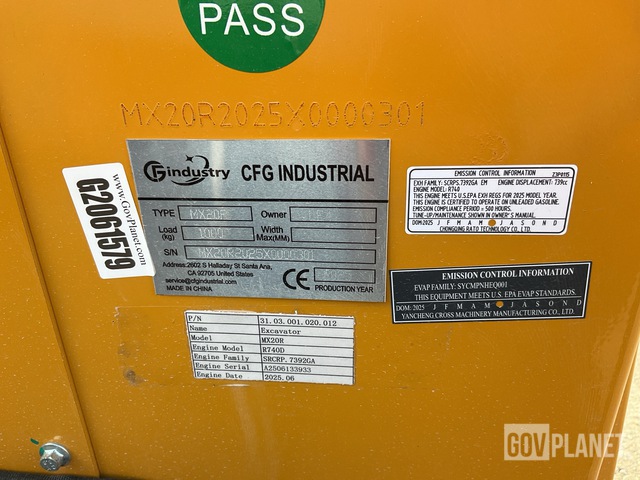 PASS
MX20R2025X0000301
www.GovPlanet.com
G2061579
CFGindustry CFG INDUSTRIAL
TYPE MX20R Owner
Load (kg) 1000 Width Max(MM)
S/N MX20R2025X0000301
Address:2602 S Halladay St Santa Ana,
CA 92705 United States
service@cfgindustrial.com
MADE IN CHINA CE 2025 PRODUCTION YEAR
EMISSION CONTROL INFORMATION Z3P0115
EXH FAMILY: SCRPS.7392GA EM ENGINE DISPLACEMENT: 739cc
ENGINE MODEL: R740
THIS ENGINE MEETS U.S.EPA EXH REGS FOR 2025 MODEL YEAR.
THIS ENGINE IS CERTIFIED TO OPERATE ON UNLEADED GASOLINE.
EMISSION COMPLIANCE PERIOD = 500 HOURS
TUNE-UP/MAINTENANCE SHOWN IN OWNER'S MANUAL.
DOM:2025 J F M A M J A S O N D
CHONGQING RATO TECHNOLOGY CO., LTD.
EMISSION CONTROL INFORMATION
EVAP FAMILY: SYCMPNHEQ001
THIS EQUIPMENT MEETS U.S. EPA EVAP STANDARDS.
DOM: 2025 J F M A M J A S O N D
YANCHENG CROSS MACHINERY MANUFACTURING CO., LTD.
P/N 31.03.001.020.012
Name Excavator
Model MX20R
Engine Model R740D
Engine Family SRCRP.7392GA
Engine Serial A2506133933
Engine Date 2025.06
GOVPLANET